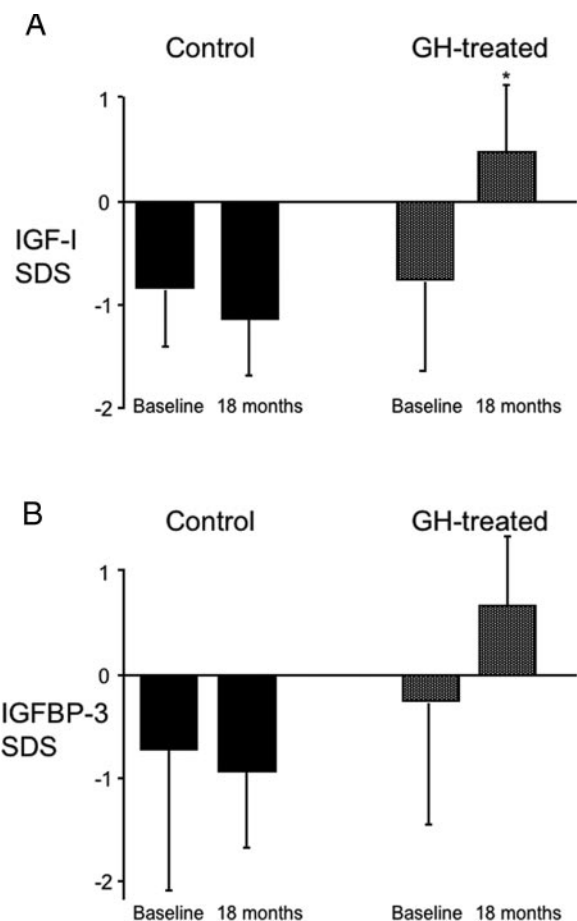 A
Control GH-treated
*
1
0
IGF-I
SDS
-1
-2
Baseline 18 months Baseline 18 months
B
Control GH-treated
1
0
IGFBP-3
SDS
-1
-2
Baseline 18 months Baseline 18 months